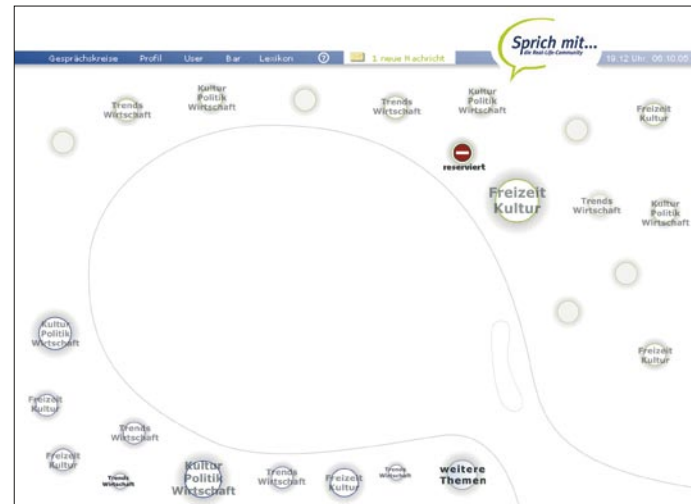 Sprich mit...
die Real-Life-Community
Gesprächskreise Profil User Bar Lexikon ? 1 neue Nachricht 19.12 Uhr 06.10.05
Trends
Wirtschaft
Kultur
Politik
Wirtschaft
Trends
Wirtschaft
Kultur
Politik
Wirtschaft
Freizeit
Kultur
reserviert
Freizeit
Kultur
Trends
Wirtschaft
Kultur
Politik
Wirtschaft
Kultur
Politik
Wirtschaft
Freizeit
Kultur
Freizeit
Kultur
Trends
Wirtschaft
Freizeit
Kultur
Trends
Wirtschaft
Kultur
Politik
Wirtschaft
Trends
Wirtschaft
Freizeit
Kultur
Trends
Wirtschaft
weitere
Themen